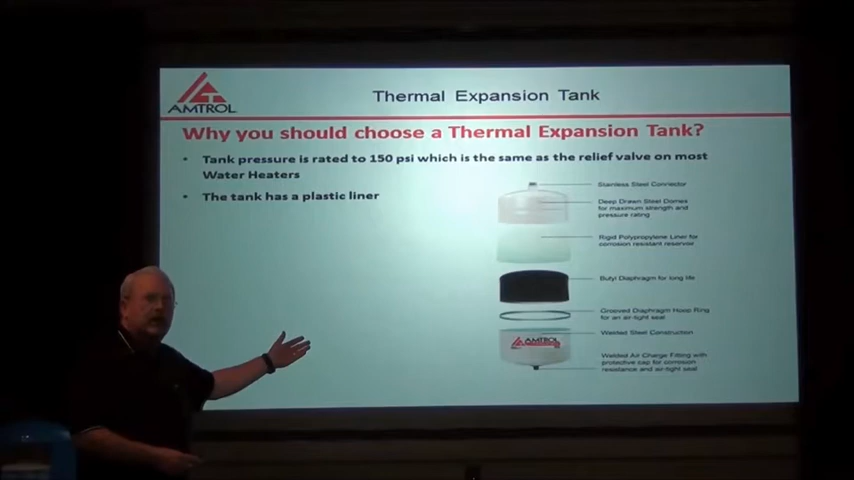 AMTROL
Thermal Expansion Tank
Why you should choose a Thermal Expansion Tank?
• Tank pressure is rated to 150 psi which is the same as the relief valve on most
Water Heaters
• The tank has a plastic liner
Stainless Steel Connector
Deep Drawn Steel Domes
for maximum strength and
pressure rating
Rigid Polypropylene Liner for
corrosion resistant reservoir
Butyl Diaphragm for long life
Grooved Diaphragm Hoop Ring
for an air-tight seal
Welded Steel Construction
AMTROL
Welded Air Charge Fitting with
protective cap for corrosion
resistance and air-tight seal